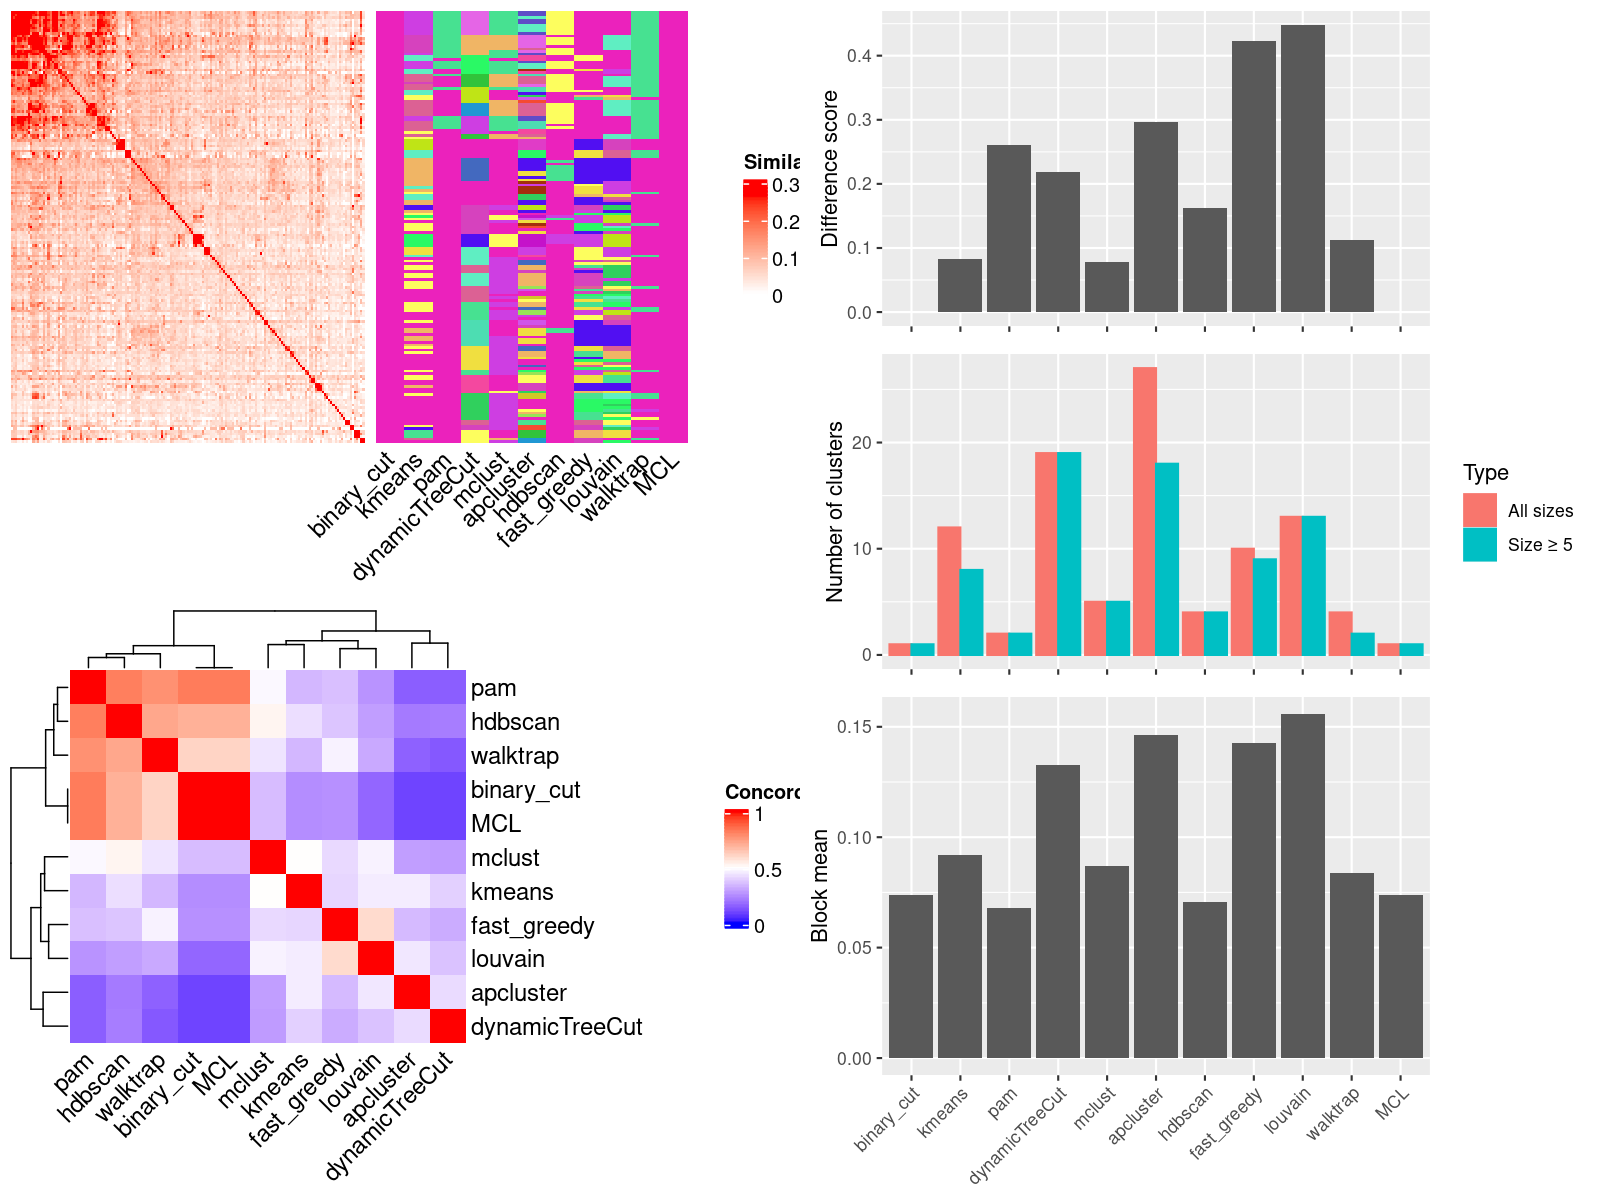 Simila
0.3
0.2
0.1
0
binary_cut
kmeans
pam
dynamicTreeCut
mclust
apcluster
hdbscan
fast_greedy
louvain
walktrap
MCL
pam
hdbscan
walktrap
binary_cut
MCL
mclust
kmeans
fast_greedy
louvain
apcluster
dynamicTreeCut
Concord
1
0.5
0
pam
hdbscan
walktrap
binary_cut
MCL
mclust
kmeans
fast_greedy
louvain
apcluster
dynamicTreeCut
Difference score
0.4
0.3
0.2
0.1
0.0
Number of clusters
20
10
0
Type
All sizes
Size ≥ 5
Block mean
0.15
0.10
0.05
0.00
binary_cut
kmeans
pam
dynamicTreeCut
mclust
apcluster
hdbscan
fast_greedy
louvain
walktrap
MCL